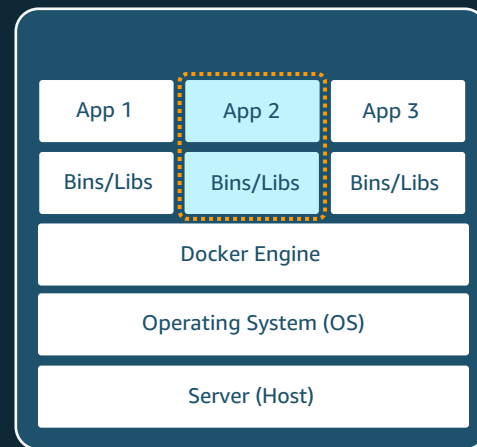 App 1 App 2 App 3
Bins/Libs Bins/Libs Bins/Libs
Docker Engine
Operating System (OS)
Server (Host)